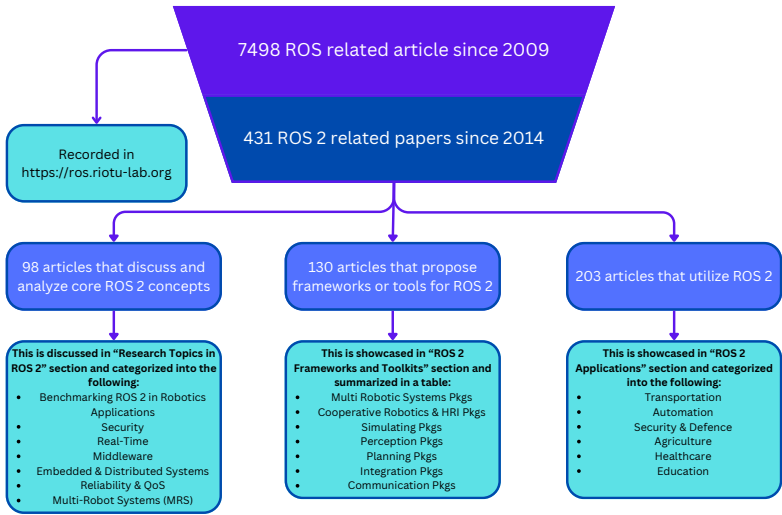 7498 ROS related article since 2009
431 ROS 2 related papers since 2014
Recorded in
https://ros.riotu-lab.org
98 articles that discuss and
analyze core ROS 2 concepts
130 articles that propose
frameworks or tools for ROS 2
203 articles that utilize ROS 2
This is discussed in “Research Topics in
ROS 2” section and categorized into the
following:
• Benchmarking ROS 2 in Robotics
Applications
• Security
• Real-Time
• Middleware
• Embedded & Distributed Systems
• Reliability & QoS
• Multi-Robot Systems (MRS)
This is showcased in “ROS 2
Frameworks and Toolkits” section and
summarized in a table:
• Multi Robotic Systems Pkgs
• Cooperative Robotics & HRI Pkgs
• Simulating Pkgs
• Perception Pkgs
• Planning Pkgs
• Integration Pkgs
• Communication Pkgs
This is showcased in “ROS 2
Applications” section and categorized
into the following:
• Transportation
• Automation
• Security & Defence
• Agriculture
• Healthcare
• Education